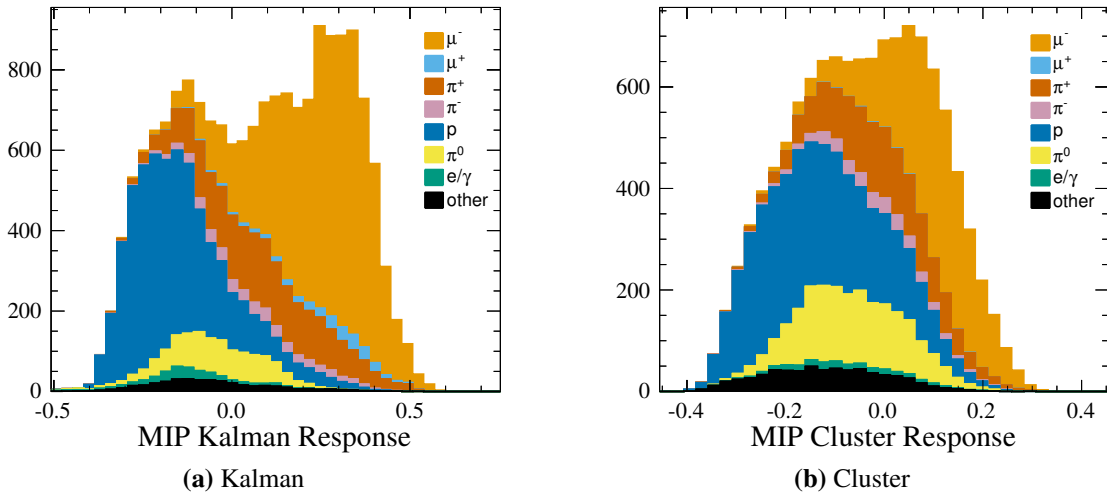 800
600
400
200
0
-0.5
0.0
0.5
μ⁻
μ⁺
π⁺
π⁻
p
π⁰
e/γ
other
MIP Kalman Response
(a) Kalman
600
400
200
0
-0.4
-0.2
0.0
0.2
0.4
μ⁻
μ⁺
π⁺
π⁻
p
π⁰
e/γ
other
MIP Cluster Response
(b) Cluster